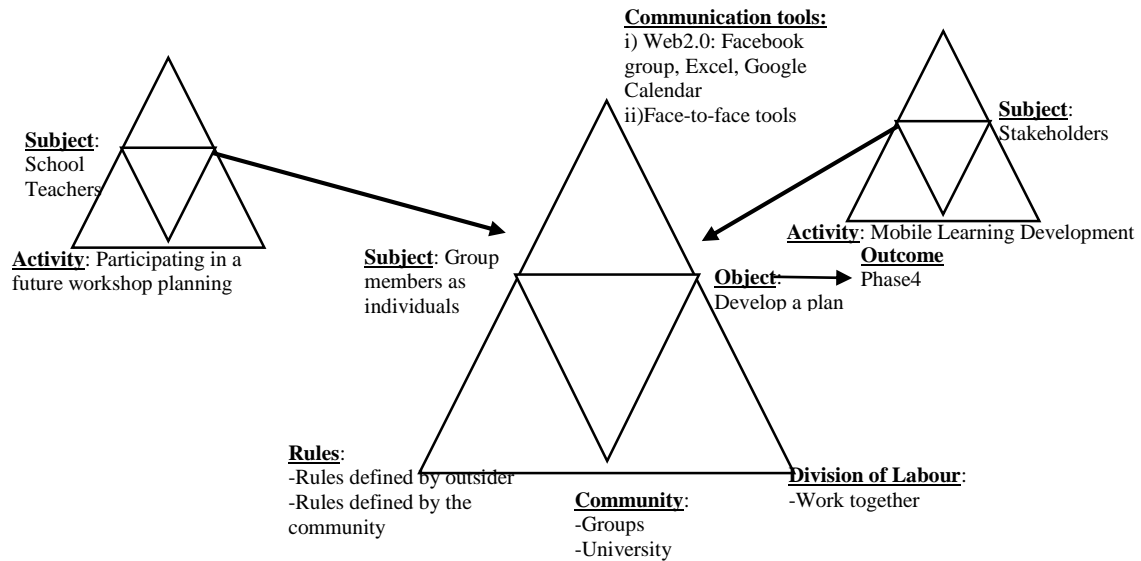 Communication tools:
i) Web2.0: Facebook
group, Excel, Google
Calendar
ii)Face-to-face tools
Subject:
School
Teachers
Subject:
Stakeholders
Activity: Participating in a
future workshop planning
Activity: Mobile Learning Development
Subject: Group
members as
individuals
Object:
Develop a plan
Outcome
Phase4
Rules:
-Rules defined by outsider
-Rules defined by the
community
Community:
-Groups
-University
Division of Labour:
-Work together